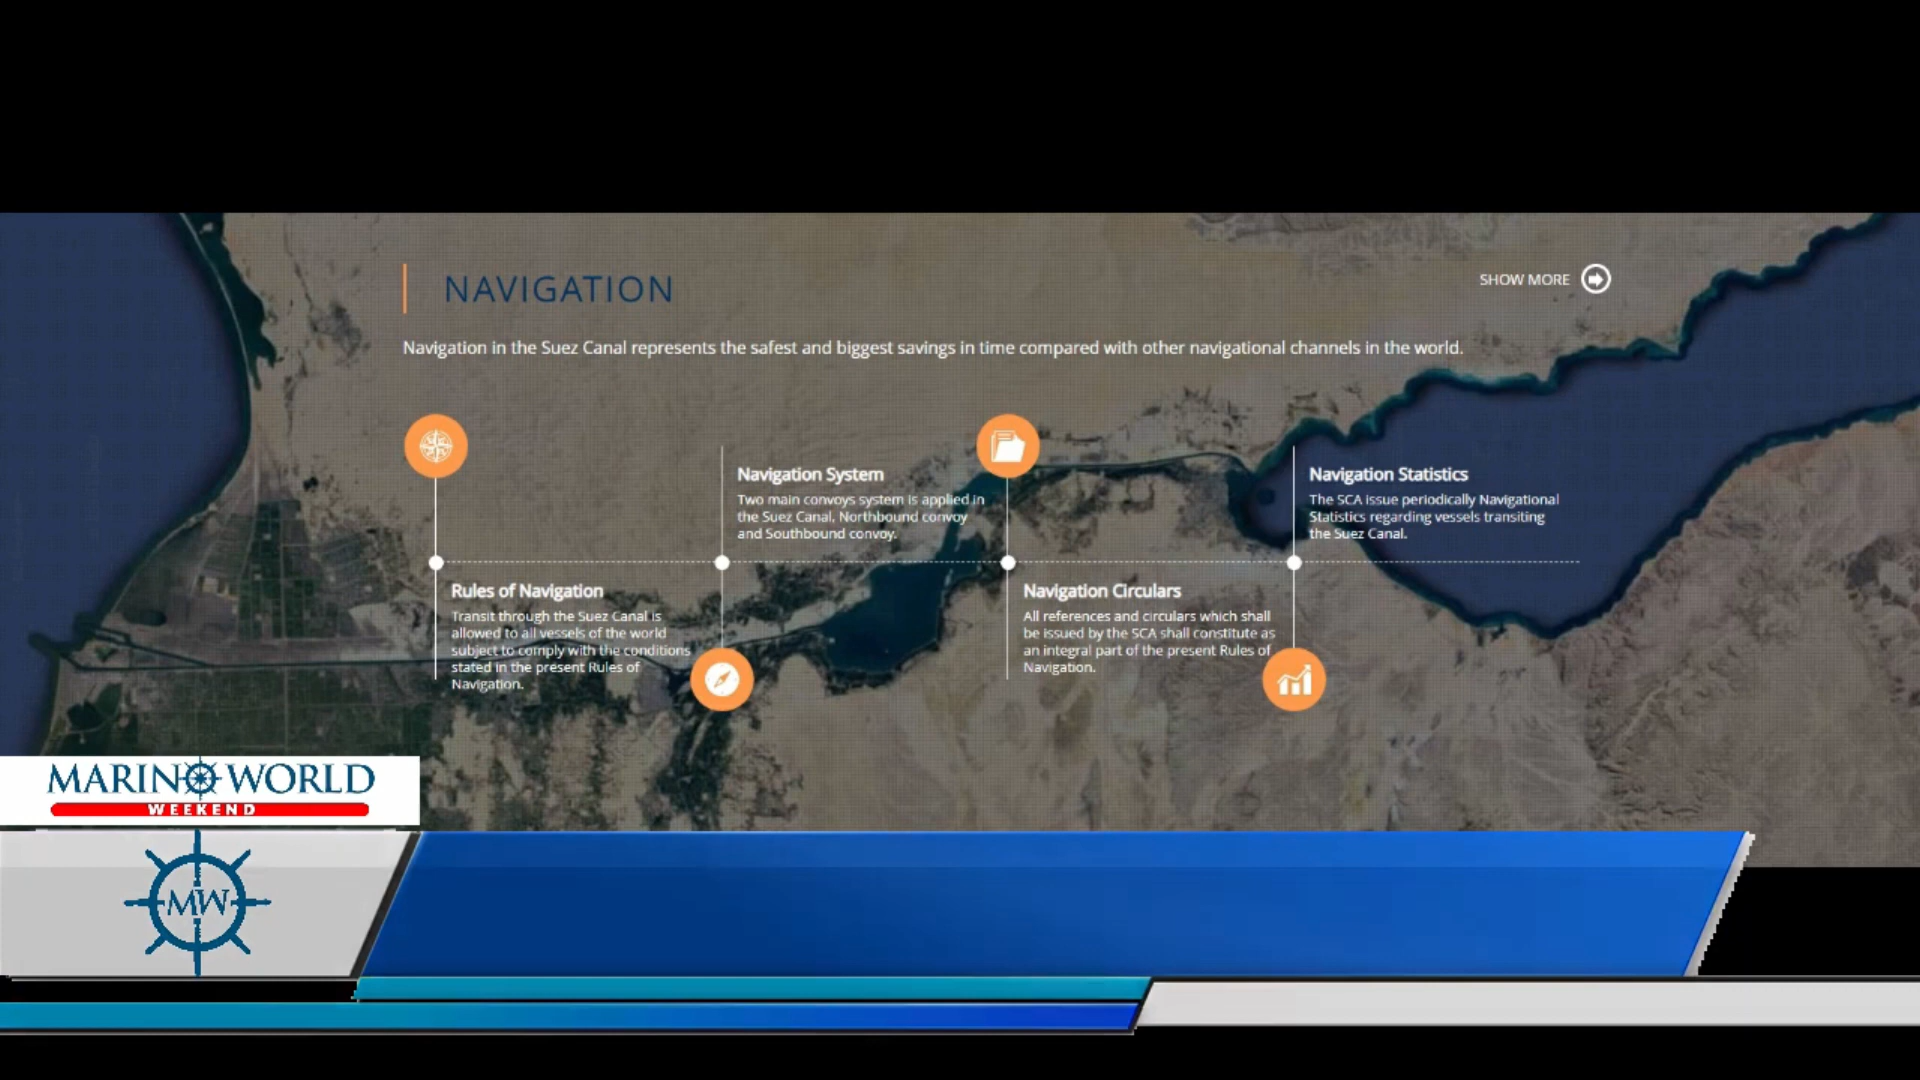 NAVIGATION
SHOW MORE
Navigation in the Suez Canal represents the safest and biggest savings in time compared with other navigational channels in the world.
Navigation System
Two main convoys system is applied in
the Suez Canal, Northbound convoy
and Southbound convoy.
Navigation Statistics
The SCA issue periodically Navigational
Statistics regarding vessels transiting
the Suez Canal.
Rules of Navigation
Transit through the Suez Canal is
allowed to all vessels of the world
subject to comply with the conditions
stated in the present Rules of
Navigation.
Navigation Circulars
All references and circulars which shall
be issued by the SCA shall constitute as
an integral part of the present Rules of
Navigation.
MARINO WORLD
WEEKEND
MW